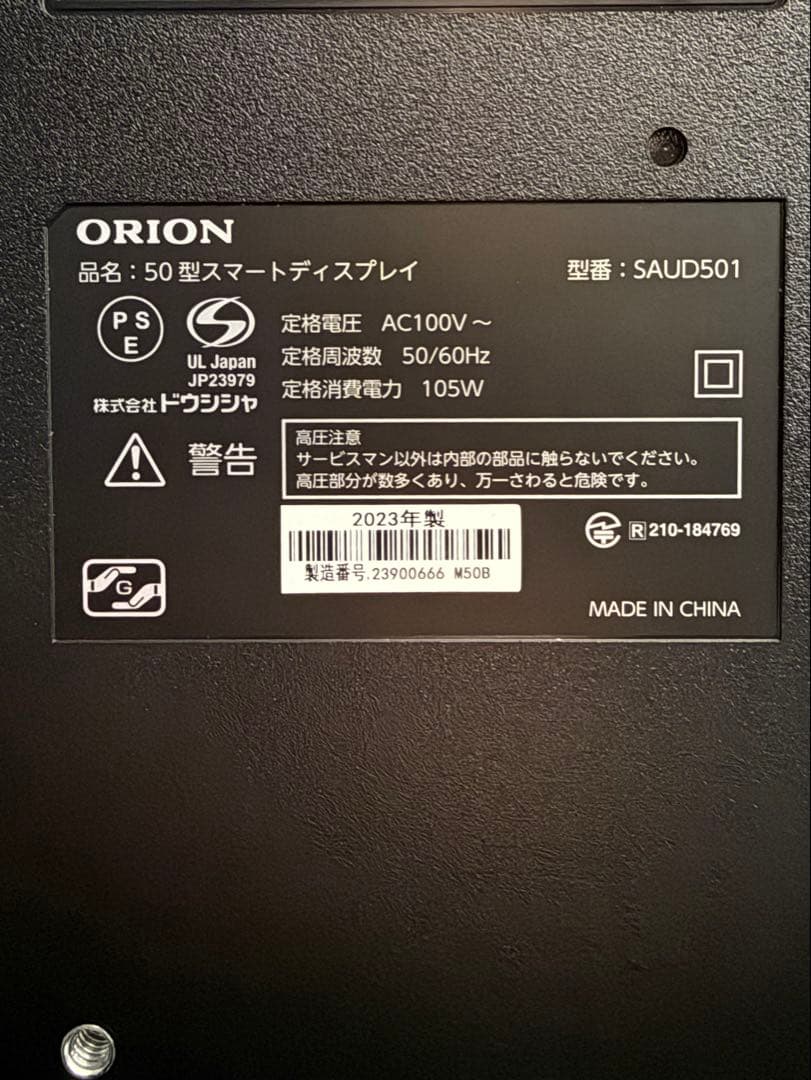 ORION
品名：50型スマートディスプレイ 型番：SAUD501
PS
E
UL Japan
JP23979
株式会社ドウシシャ
定格電圧 AC100V～
定格周波数 50/60Hz
定格消費電力 105W
警告
高圧注意
サービスマン以外は内部の部品に触らないでください。
高圧部分が数多くあり、万一さわると危険です。
2023年製
製造番号.23900666 M50B
R 210-184769
G
MADE IN CHINA